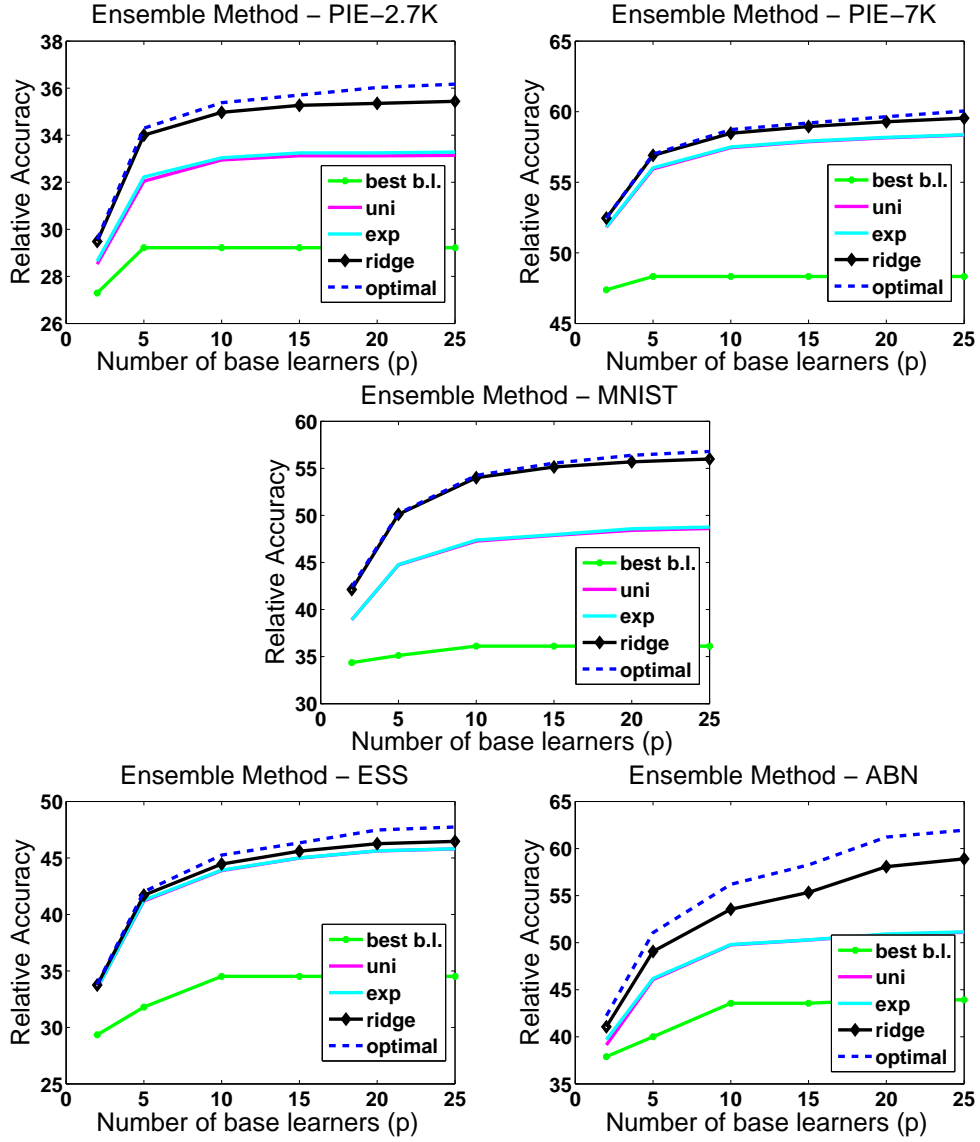 Ensemble Method − PIE−2.7K
Relative Accuracy
38
36
34
32
30
28
26
0 5 10 15 20 25
Number of base learners (p)
best b.l.
uni
exp
ridge
optimal
Ensemble Method − PIE−7K
Relative Accuracy
65
60
55
50
45
0 5 10 15 20 25
Number of base learners (p)
best b.l.
uni
exp
ridge
optimal
Ensemble Method − MNIST
Relative Accuracy
60
55
50
45
40
35
30
0 5 10 15 20 25
Number of base learners (p)
best b.l.
uni
exp
ridge
optimal
Ensemble Method − ESS
Relative Accuracy
50
45
40
35
30
25
0 5 10 15 20 25
Number of base learners (p)
best b.l.
uni
exp
ridge
optimal
Ensemble Method − ABN
Relative Accuracy
65
60
55
50
45
40
35
0 5 10 15 20 25
Number of base learners (p)
best b.l.
uni
exp
ridge
optimal